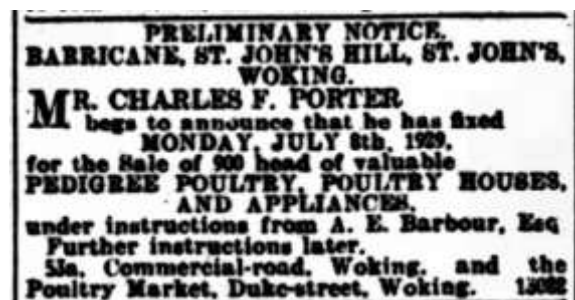 PRELIMINARY NOTICE.
BARRICANE, ST. JOHN'S HILL, ST. JOHN'S,
WOKING.
MR. CHARLES F. PORTER
begs to announce that he has fixed
MONDAY, JULY 8th, 1929,
for the Sale of 900 head of valuable
PEDIGREE POULTRY, POULTRY HOUSES,
AND APPLIANCES,
under instructions from A. E. Barbour, Esq
Further instructions later.
Commercial-road, Woking, and the
Poultry Market, Duke-street, Woking.